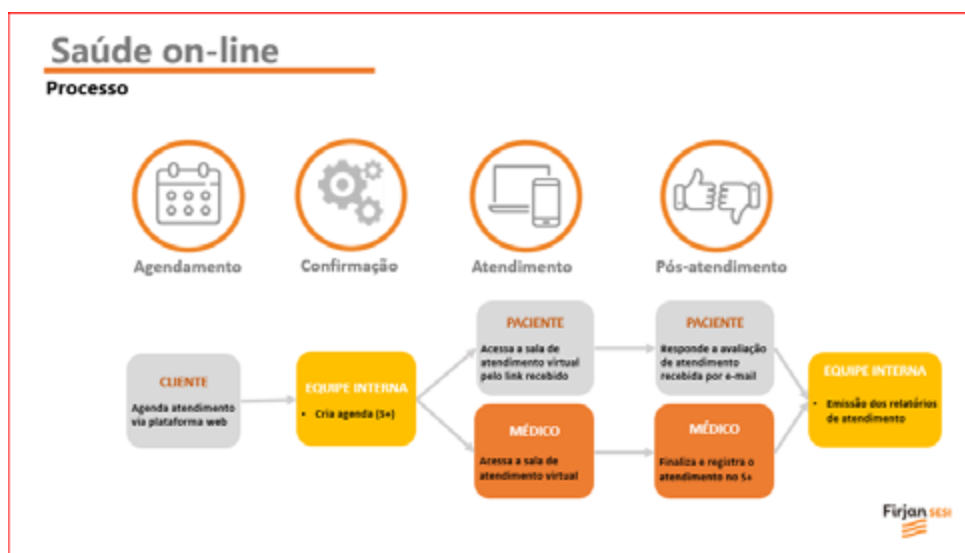 Saúde on-line
Processo
Agendamento
Confirmação
Atendimento
Pós-atendimento
CLIENTE
Agenda atendimento
via plataforma web
EQUIPE INTERNA
• Cria agenda (S+)
PACIENTE
Acessa a sala de
atendimento virtual
pelo link recebido
MÉDICO
Acessa a sala de
atendimento virtual
PACIENTE
Responde a avaliação
de atendimento
recebida por e-mail
MÉDICO
Finaliza e registra o
atendimento no S+
EQUIPE INTERNA
• Emissão dos relatórios
de atendimento
Firjan SESI